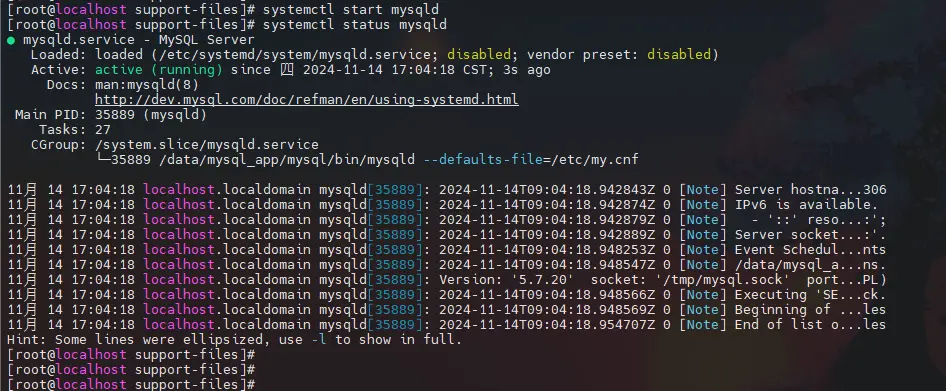 [root@localhost support-files]# systemctl start mysqld
[root@localhost support-files]# systemctl status mysqld
● mysqld.service - MySQL Server
   Loaded: loaded (/etc/systemd/system/mysqld.service; disabled; vendor preset: disabled)
   Active: active (running) since 四 2024-11-14 17:04:18 CST; 3s ago
     Docs: man:mysqld(8)
           http://dev.mysql.com/doc/refman/en/using-systemd.html
 Main PID: 35889 (mysqld)
    Tasks: 27
   CGroup: /system.slice/mysqld.service
           └─35889 /data/mysql_app/mysql/bin/mysqld --defaults-file=/etc/my.cnf
11月 14 17:04:18 localhost.localdomain mysqld[35889]: 2024-11-14T09:04:18.942843Z 0 [Note] Server hostna...306
11月 14 17:04:18 localhost.localdomain mysqld[35889]: 2024-11-14T09:04:18.942874Z 0 [Note] IPv6 is available.
11月 14 17:04:18 localhost.localdomain mysqld[35889]: 2024-11-14T09:04:18.942879Z 0 [Note]   - '::' reso...:';
11月 14 17:04:18 localhost.localdomain mysqld[35889]: 2024-11-14T09:04:18.942889Z 0 [Note] Server socket...:'.
11月 14 17:04:18 localhost.localdomain mysqld[35889]: 2024-11-14T09:04:18.948253Z 0 [Note] Event Schedul...nts
11月 14 17:04:18 localhost.localdomain mysqld[35889]: 2024-11-14T09:04:18.948547Z 0 [Note] /data/mysql_a...ns.
11月 14 17:04:18 localhost.localdomain mysqld[35889]: Version: '5.7.20'  socket: '/tmp/mysql.sock'  port...PL)
11月 14 17:04:18 localhost.localdomain mysqld[35889]: 2024-11-14T09:04:18.948566Z 0 [Note] Executing 'SE...ck.
11月 14 17:04:18 localhost.localdomain mysqld[35889]: 2024-11-14T09:04:18.948569Z 0 [Note] Beginning of ...les
11月 14 17:04:18 localhost.localdomain mysqld[35889]: 2024-11-14T09:04:18.954707Z 0 [Note] End of list o...les
Hint: Some lines were ellipsized, use -l to show in full.
[root@localhost support-files]#
[root@localhost support-files]#
[root@localhost support-files]#